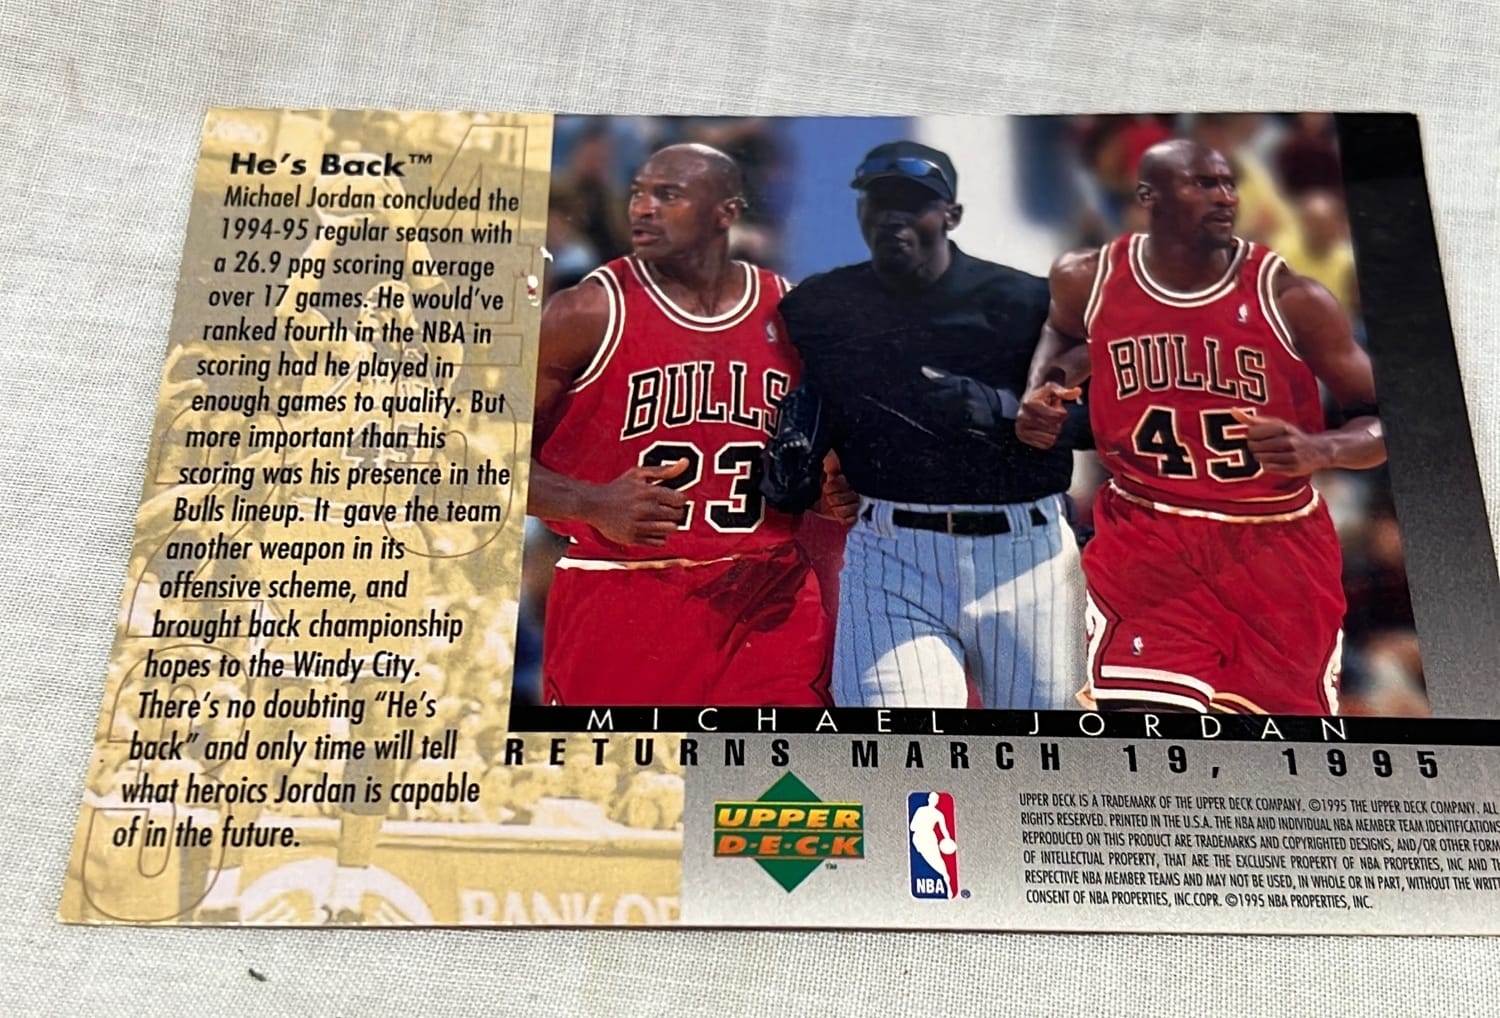 He's Back™
Michael Jordan concluded the
1994-95 regular season with
a 26.9 ppg scoring average
over 17 games. He would've
ranked fourth in the NBA in
scoring had he played in
enough games to qualify. But
more important than his
scoring was his presence in the
Bulls lineup. It gave the team
another weapon in its
offensive scheme, and
brought back championship
hopes to the Windy City.
There's no doubting "He's
back" and only time will tell
what heroics Jordan is capable
of in the future.
BANK OF
BULLS
23
BULLS
45
MICHAEL JORDAN
RETURNS MARCH 19, 1995
UPPER
D·E·C·K
™
NBA
®
UPPER DECK IS A TRADEMARK OF THE UPPER DECK COMPANY. ©1995 THE UPPER DECK COMPANY. ALL
RIGHTS RESERVED. PRINTED IN THE U.S.A. THE NBA AND INDIVIDUAL NBA MEMBER TEAM IDENTIFICATIONS
REPRODUCED ON THIS PRODUCT ARE TRADEMARKS AND COPYRIGHTED DESIGNS, AND/OR OTHER FORM
OF INTELLECTUAL PROPERTY, THAT ARE THE EXCLUSIVE PROPERTY OF NBA PROPERTIES, INC AND TH
RESPECTIVE NBA MEMBER TEAMS AND MAY NOT BE USED, IN WHOLE OR IN PART, WITHOUT THE WRITT
CONSENT OF NBA PROPERTIES, INC.COPR. ©1995 NBA PROPERTIES, INC.